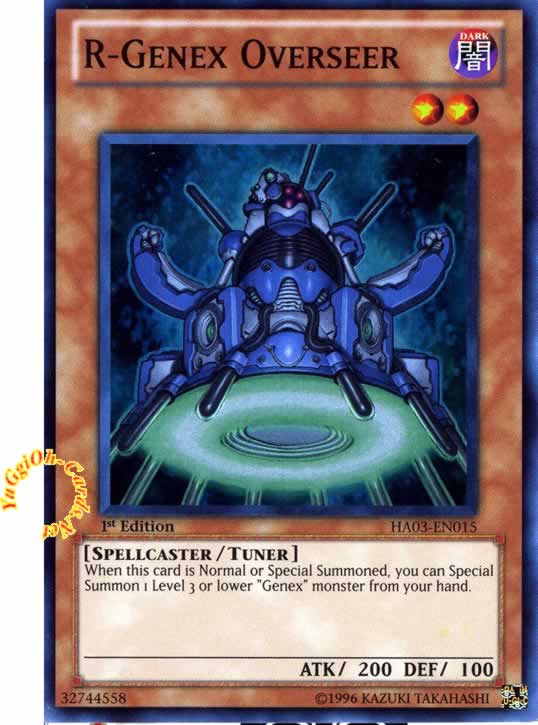 R-Genex Overseer
DARK
闇
YuGgiOh-Cards.Net
1st Edition
HA03-EN015
[Spellcaster / Tuner]
When this card is Normal or Special Summoned, you can Special
Summon 1 Level 3 or lower "Genex" monster from your hand.
ATK/ 200 DEF/ 100
32744558
©1996 KAZUKI TAKAHASHI